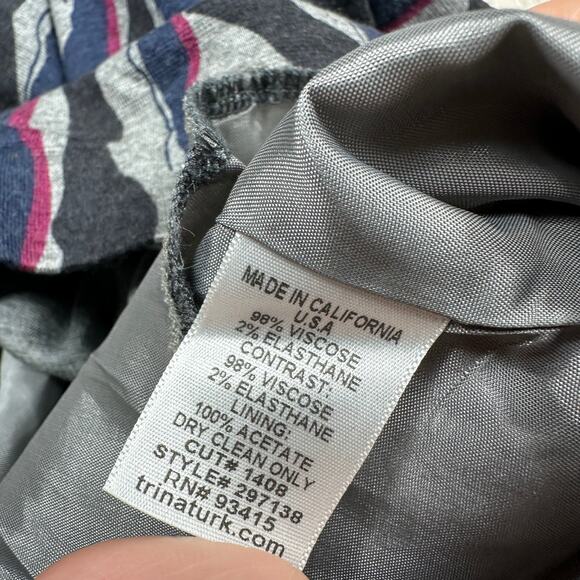 MADE IN CALIFORNIA
U.S.A
98% VISCOSE
2% ELASTHANE
CONTRAST:
98% VISCOSE
2% ELASTHANE
LINING:
100% ACETATE
DRY CLEAN ONLY
CUT# 1408
STYLE# 297138
RN# 93415
trinaturk.com